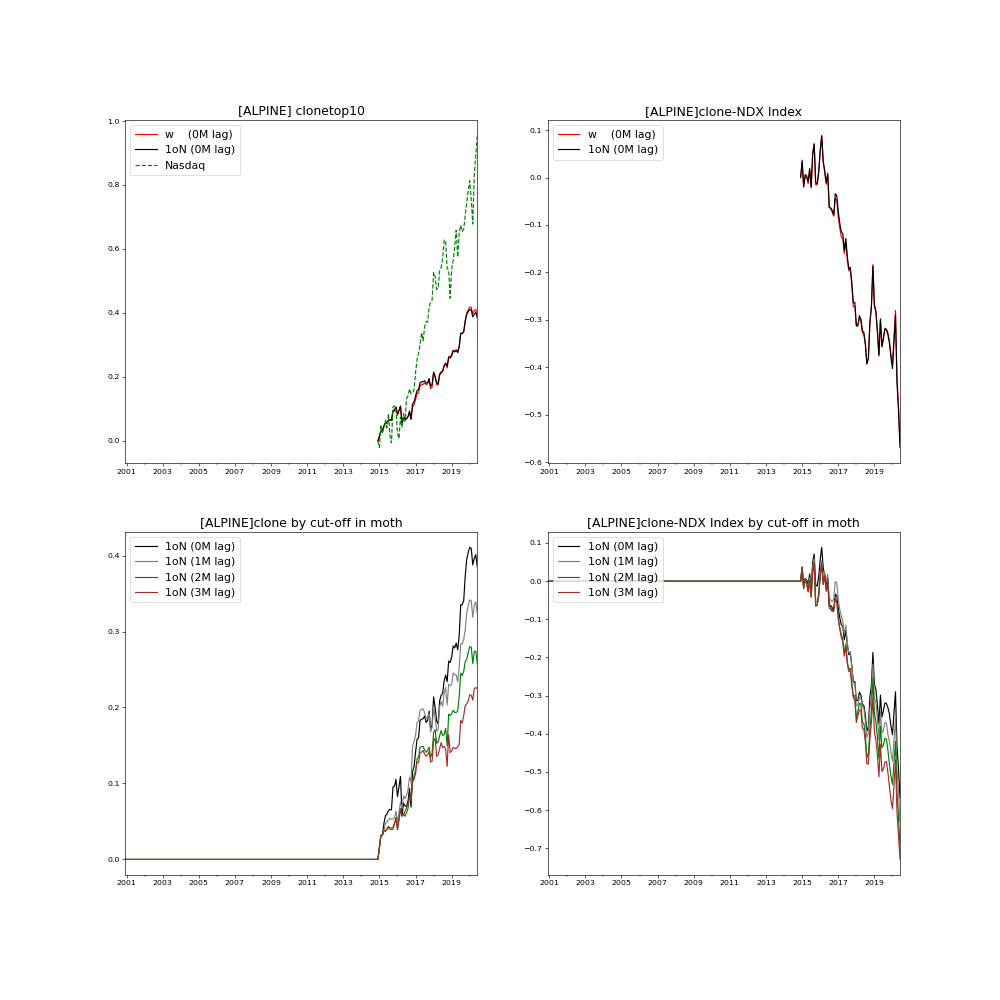 [ALPINE] clonetop10
w (0M lag)
1oN (0M lag)
Nasdaq
1.0
0.8
0.6
0.4
0.2
0.0
2001 2003 2005 2007 2009 2011 2013 2015 2017 2019
[ALPINE]clone-NDX Index
w (0M lag)
1oN (0M lag)
0.1
0.0
−0.1
−0.2
−0.3
−0.4
−0.5
−0.6
2001 2003 2005 2007 2009 2011 2013 2015 2017 2019
[ALPINE]clone by cut-off in moth
1oN (0M lag)
1oN (1M lag)
1oN (2M lag)
1oN (3M lag)
0.4
0.3
0.2
0.1
0.0
2001 2003 2005 2007 2009 2011 2013 2015 2017 2019
[ALPINE]clone-NDX Index by cut-off in moth
1oN (0M lag)
1oN (1M lag)
1oN (2M lag)
1oN (3M lag)
0.1
0.0
−0.1
−0.2
−0.3
−0.4
−0.5
−0.6
−0.7
2001 2003 2005 2007 2009 2011 2013 2015 2017 2019